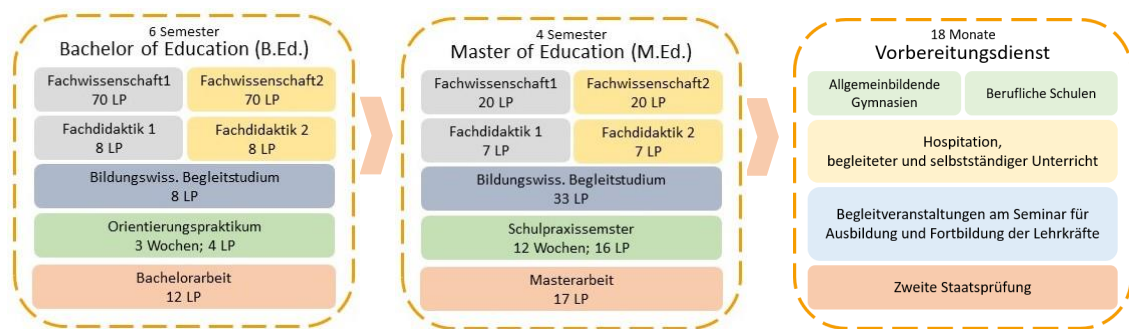 6 Semester
Bachelor of Education (B.Ed.)
Fachwissenschaft1
70 LP
Fachwissenschaft2
70 LP
Fachdidaktik 1
8 LP
Fachdidaktik 2
8 LP
Bildungswiss. Begleitstudium
8 LP
Orientierungspraktikum
3 Wochen; 4 LP
Bachelorarbeit
12 LP
4 Semester
Master of Education (M.Ed.)
Fachwissenschaft1
20 LP
Fachwissenschaft2
20 LP
Fachdidaktik 1
7 LP
Fachdidaktik 2
7 LP
Bildungswiss. Begleitstudium
33 LP
Schulpraxissemster
12 Wochen; 16 LP
Masterarbeit
17 LP
18 Monate
Vorbereitungsdienst
Allgemeinbildende
Gymnasien
Berufliche Schulen
Hospitation,
begleiteter und selbstständiger Unterricht
Begleitveranstaltungen am Seminar für
Ausbildung und Fortbildung der Lehrkräfte
Zweite Staatsprüfung